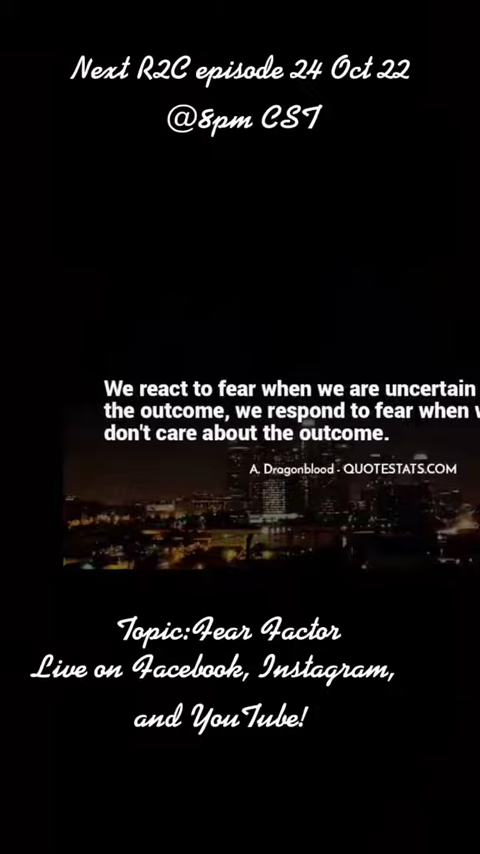 Next R2C episode 24 Oct 22
@8pm CST
We react to fear when we are uncertain
the outcome, we respond to fear when
don't care about the outcome.
A. Dragonblood - QUOTESTATS.COM
Topic:Fear Factor
Live on Facebook, Instagram,
and YouTube!